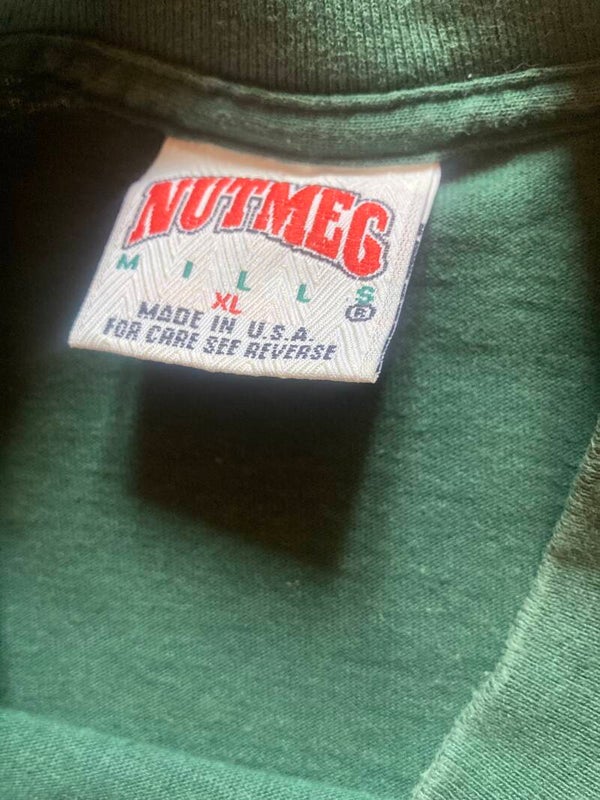 NUTMEG
MILLS
XL ®
MADE IN U.S.A.
FOR CARE SEE REVERSE